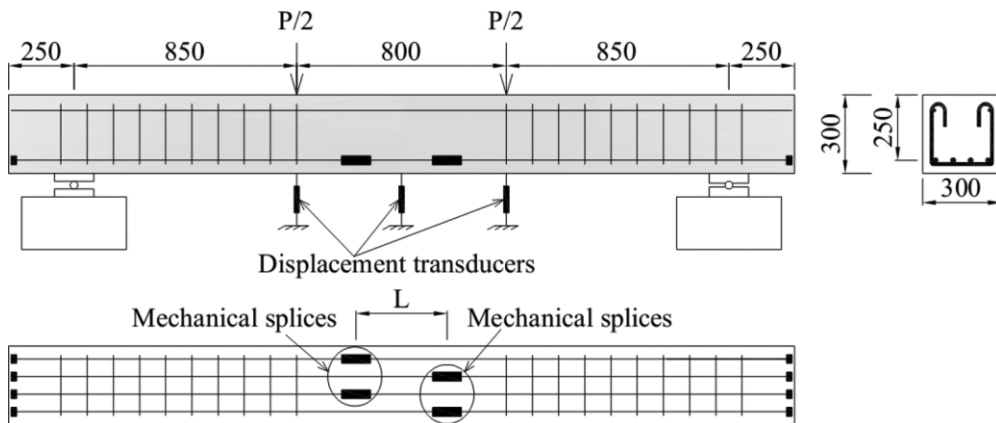 P/2 P/2
250 850 800 850 250
300
250
300
Displacement transducers
L
Mechanical splices Mechanical splices